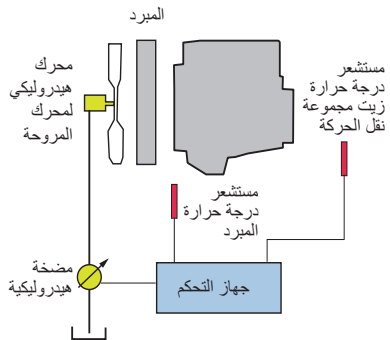 المبرد
مستشعر
درجة حرارة
زيت مجموعة
نقل الحركة
محرك
هيدروليكي
لمحرك
المروحة
مستشعر
درجة حرارة
المبرد
مضخة
هيدروليكية
جهاز التحكم